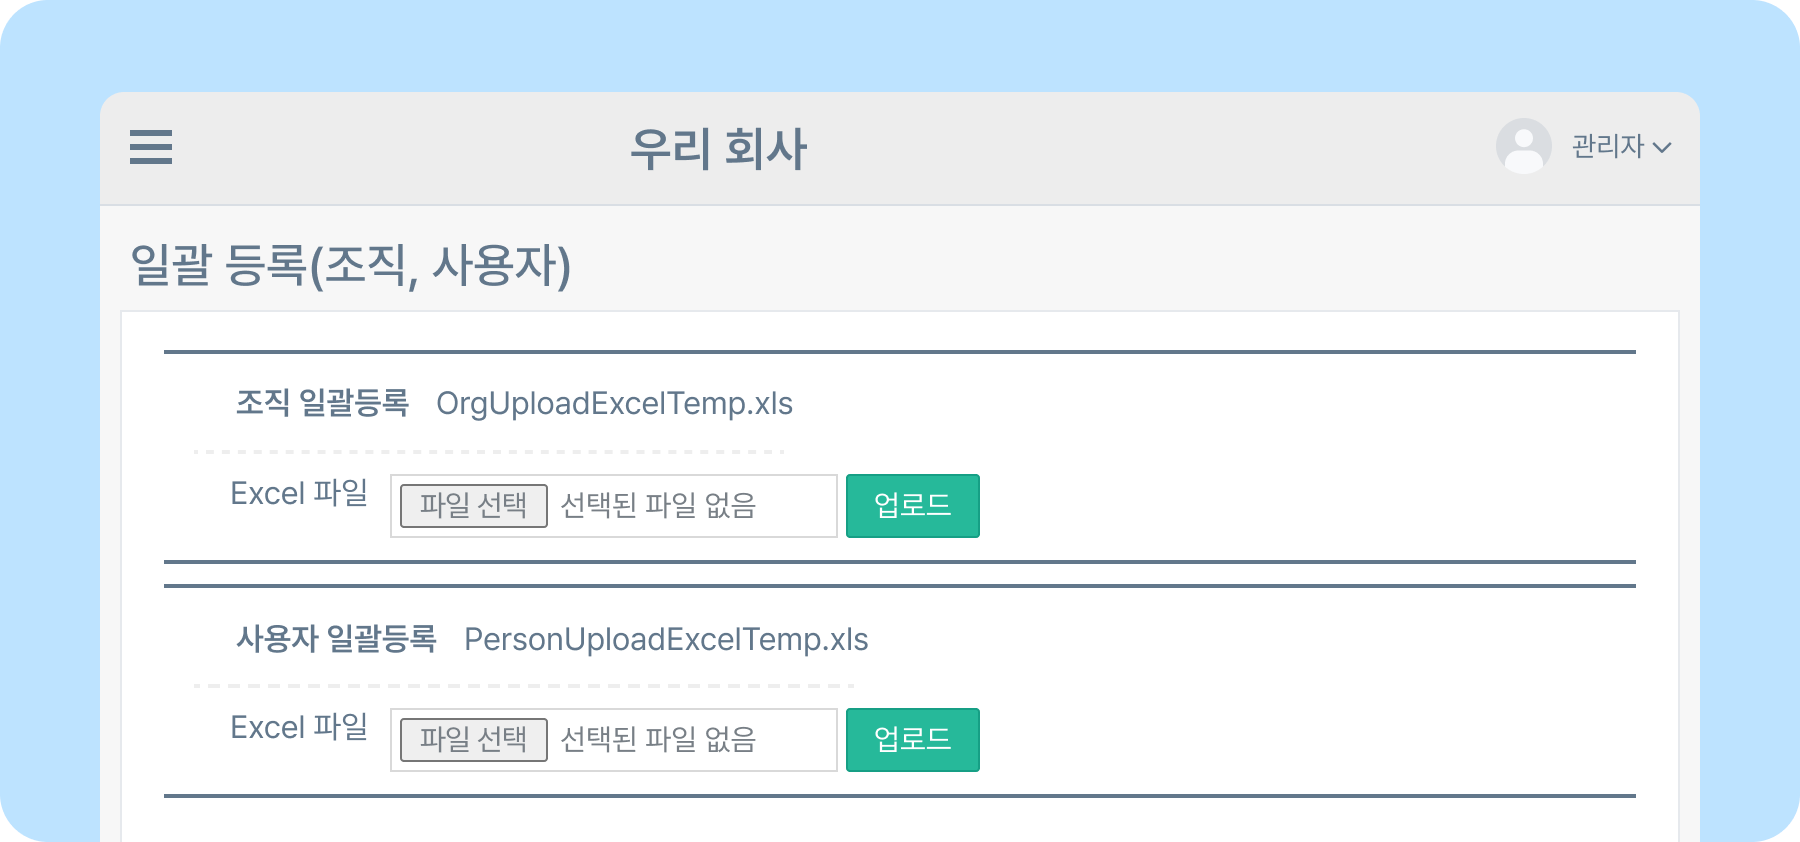 우리 회사
관리자
일괄 등록(조직, 사용자)
조직 일괄등록 OrgUploadExcelTemp.xls
Excel 파일 파일 선택 선택된 파일 없음 업로드
사용자 일괄등록 PersonUploadExcelTemp.xls
Excel 파일 파일 선택 선택된 파일 없음 업로드